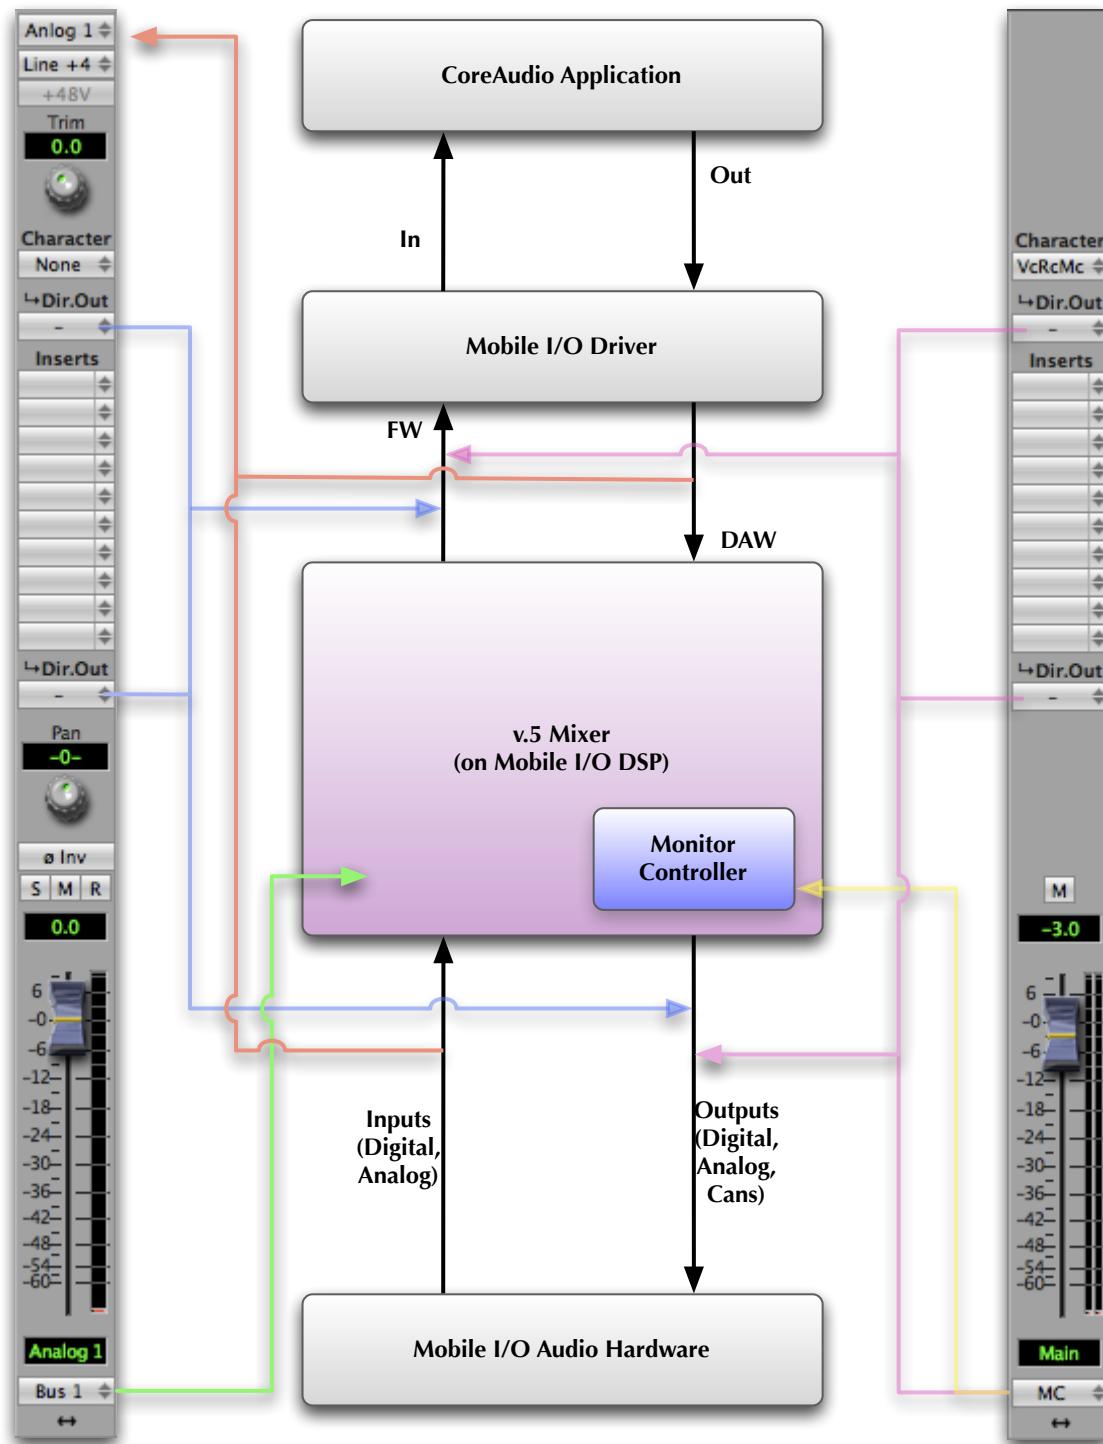 Anlog 1
Line +4
+48V
Trim
0.0
Character
None
↳Dir.Out
-
Inserts
↳Dir.Out
-
Pan
-0-
ø Inv
S M R
0.0
6
-0
-6
-12
-18
-24
-30
-36
-42
-48
-54
-60
Analog 1
Bus 1
↔
CoreAudio Application
Out
In
Mobile I/O Driver
FW
DAW
v.5 Mixer
(on Mobile I/O DSP)
Monitor
Controller
Inputs
(Digital,
Analog)
Outputs
(Digital,
Analog,
Cans)
Mobile I/O Audio Hardware
Character
VcRcMc
↳Dir.Out
-
Inserts
↳Dir.Out
-
M
-3.0
6
-0
-6
-12
-18
-24
-30
-36
-42
-48
-54
-60
Main
MC
↔